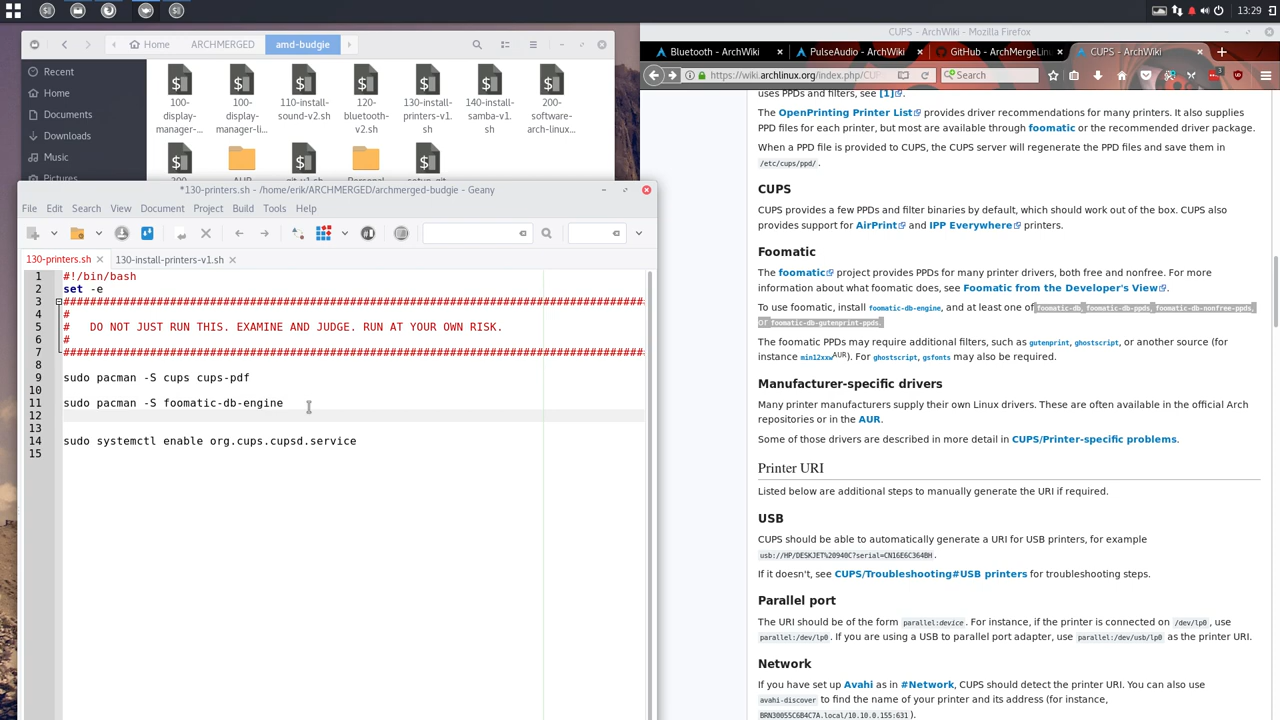 13:29
Home
ARCHMERGED
amd-budgie
Recent
Home
Documents
Downloads
Music
Pictures
100-display-manager-...
100-display-manager-li...
110-install-sound-v2.sh
120-bluetooth-v2.sh
130-install-printers-v1.sh
140-install-samba-v1.sh
200-software-arch-linux...
*130-printers.sh - /home/erik/ARCHMERGED/archmerged-budgie - Geany
File Edit Search View Document Project Build Tools Help
130-printers.sh
130-install-printers-v1.sh
1 #!/bin/bash
2 set -e
3 #######################################################################################
4 #
5 # DO NOT JUST RUN THIS. EXAMINE AND JUDGE. RUN AT YOUR OWN RISK.
6 #
7 #######################################################################################
8
9 sudo pacman -S cups cups-pdf
10
11 sudo pacman -S foomatic-db-engine
12
13
14 sudo systemctl enable org.cups.cupsd.service
15
CUPS - ArchWiki - Mozilla Firefox
Bluetooth - ArchWiki
PulseAudio - ArchWiki
GitHub - ArchMergeLin
CUPS - ArchWiki
https://wiki.archlinux.org/index.php/CUP
Search
3
uses PPDs and filters, see [1].
The OpenPrinting Printer List provides driver recommendations for many printers. It also supplies
PPD files for each printer, but most are available through foomatic or the recommended driver package.
When a PPD file is provided to CUPS, the CUPS server will regenerate the PPD files and save them in
/etc/cups/ppd/.
CUPS
CUPS provides a few PPDs and filter binaries by default, which should work out of the box. CUPS also
provides support for AirPrint and IPP Everywhere printers.
Foomatic
The foomatic project provides PPDs for many printer drivers, both free and nonfree. For more
information about what foomatic does, see Foomatic from the Developer's View.
To use foomatic, install foomatic-db-engine, and at least one of foomatic-db, foomatic-db-ppds, foomatic-db-nonfree-ppds,
or foomatic-db-gutenprint-ppds.
The foomatic PPDs may require additional filters, such as gutenprint, ghostscript, or another source (for
instance min12xxwAUR). For ghostscript, gsfonts may also be required.
Manufacturer-specific drivers
Many printer manufacturers supply their own Linux drivers. These are often available in the official Arch
repositories or in the AUR.
Some of those drivers are described in more detail in CUPS/Printer-specific problems.
Printer URI
Listed below are additional steps to manually generate the URI if required.
USB
CUPS should be able to automatically generate a URI for USB printers, for example
usb://HP/DESKJET%20940C?serial=CN16E6C364BH.
If it doesn't, see CUPS/Troubleshooting#USB printers for troubleshooting steps.
Parallel port
The URI should be of the form parallel:device. For instance, if the printer is connected on /dev/lp0, use
parallel:/dev/lp0. If you are using a USB to parallel port adapter, use parallel:/dev/usb/lp0 as the printer URI.
Network
If you have set up Avahi as in #Network, CUPS should detect the printer URI. You can also use
avahi-discover to find the name of your printer and its address (for instance,
BRN30055C6B4C7A.local/10.10.0.155:631).